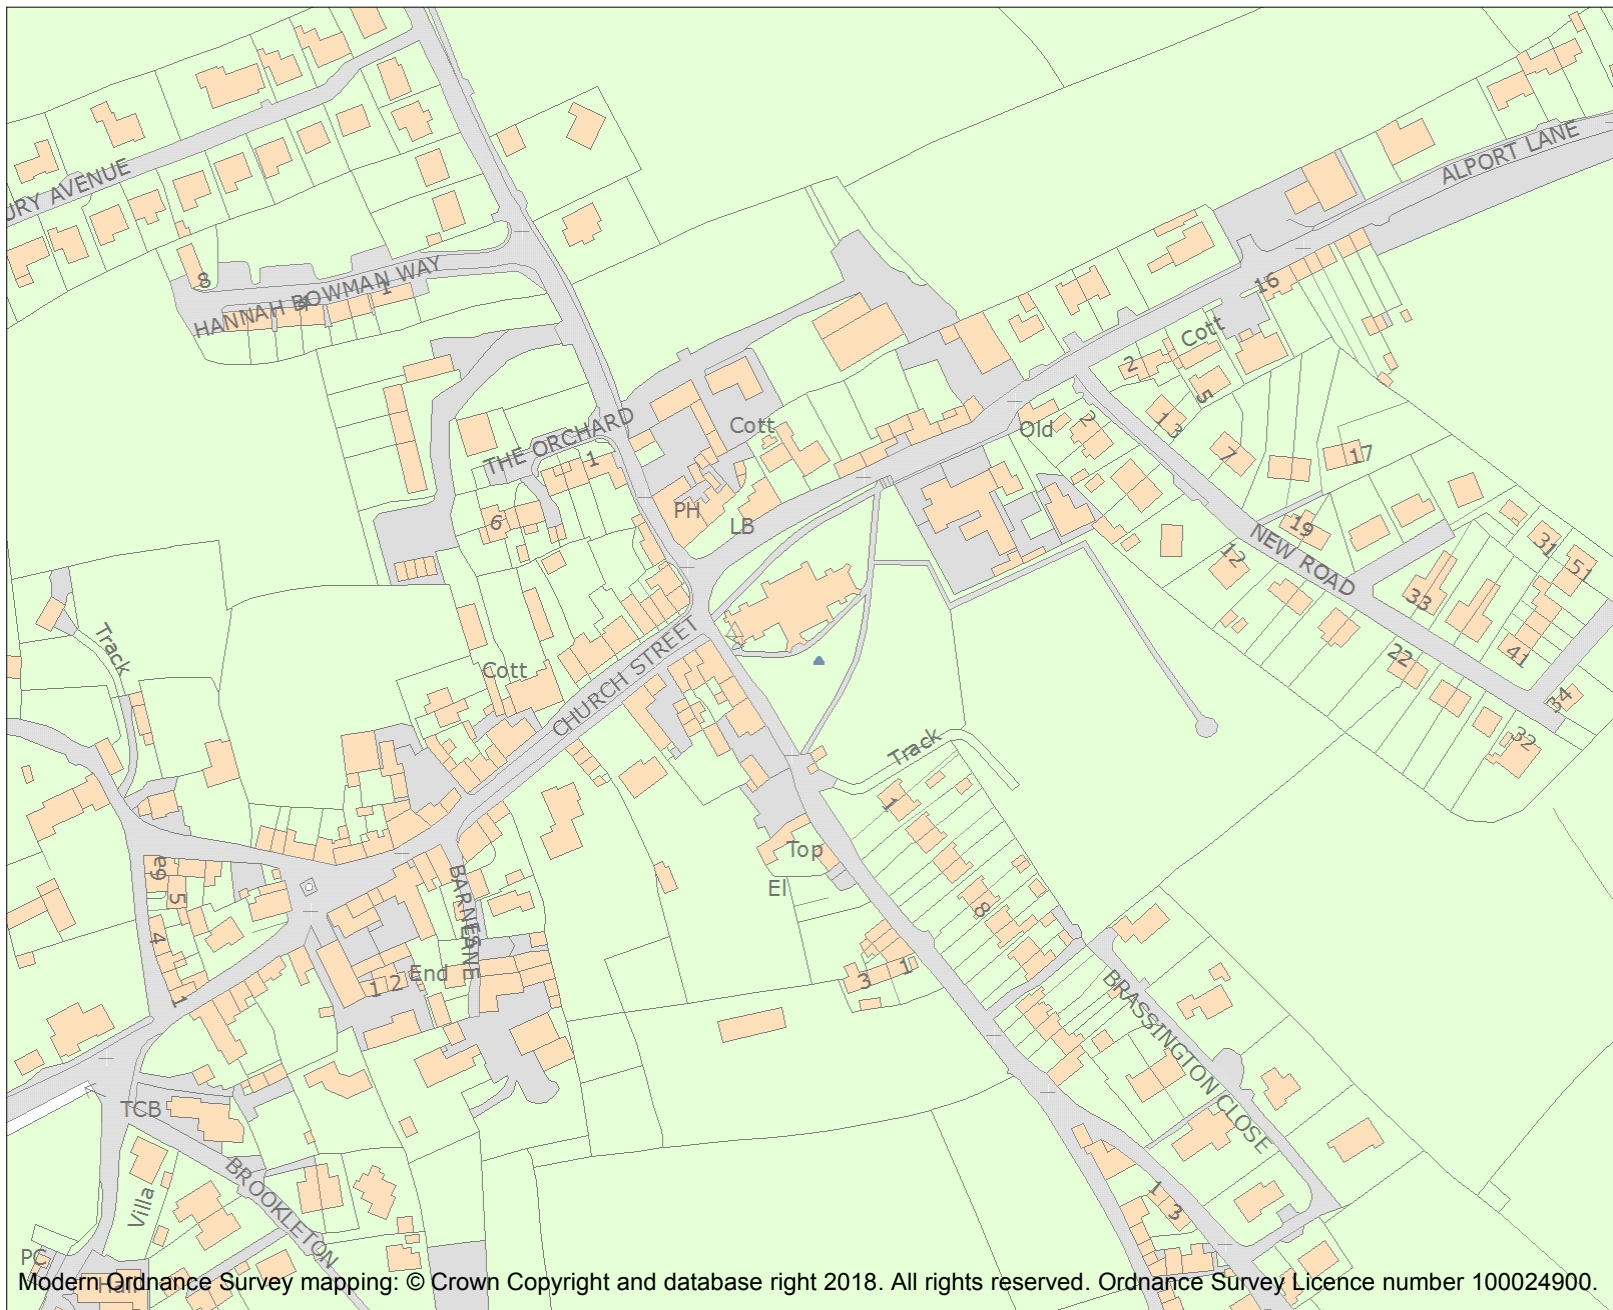 URY AVENUE
ALPORT LANE
8
HANNAH BOWMAN WAY
4
1
16
Cott
2
5
THE ORCHARD
1
Cott
Old
2
1
3
7
17
6
PH
LB
19
NEW ROAD
12
31
51
33
41
22
34
32
Track
Cott
CHURCH STREET
Track
1
Top
El
8
9
5
4
1
BARNES LANE
End
1 2
3
1
BRASSINGTON CLOSE
TCB
BROOKLETON
Villa
1
3
PC
Hall
Modern Ordnance Survey mapping: © Crown Copyright and database right 2018. All rights reserved. Ordnance Survey Licence number 100024900.